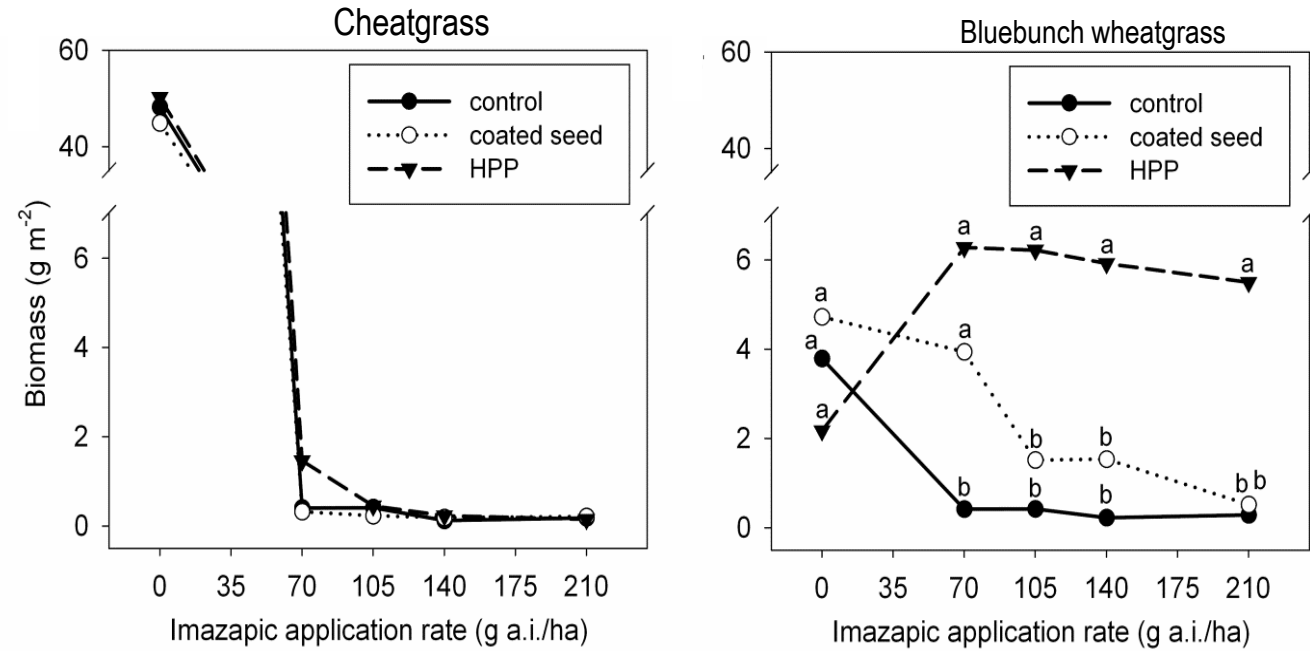 Cheatgrass
60
40
6
4
2
0
Biomass (g m-2)
control
coated seed
HPP
0 35 70 105 140 175 210
Imazapic application rate (g a.i./ha)
Bluebunch wheatgrass
60
40
6
4
2
0
control
coated seed
HPP
a a a a
a
a
a
a
b b
b b
b b b
0 35 70 105 140 175 210
Imazapic application rate (g a.i./ha)